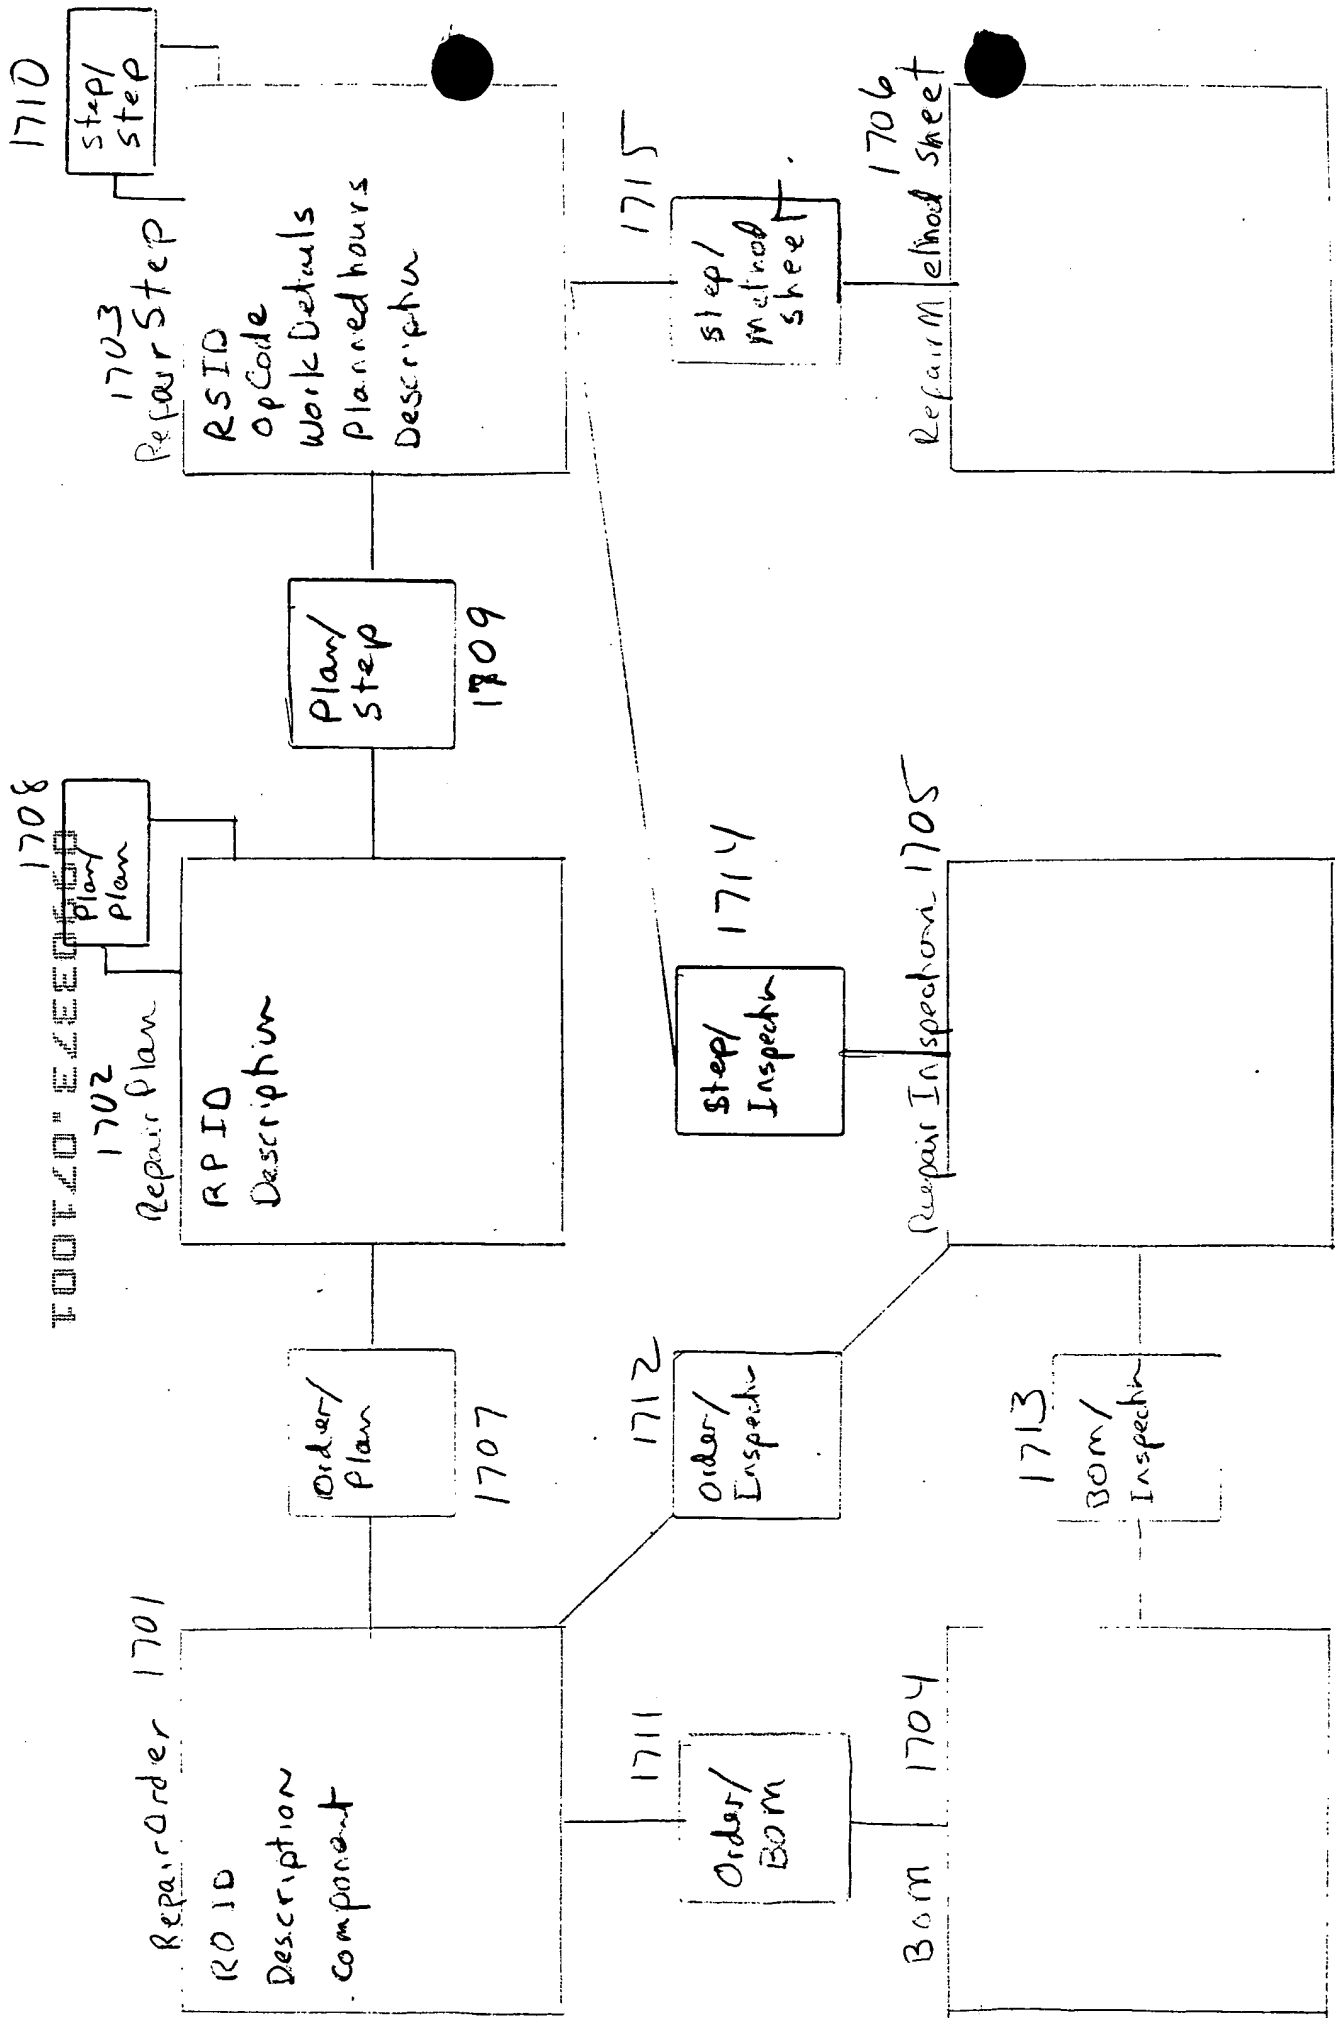 Repair Order 1701
RO ID
Description
component
Order/
Plan
1707
1702
Repair Plan
RP ID
Description
1708
Plan/
Plan
Plan/
step
1709
1703
Repair Step
RSID
OpCode
Work Details
Planned hours
Description
1710
step/
step
1711
Order/
BOM
1712
Order/
Inspection
1714
Step/
Inspection
1715
step/
method
sheet
Bom 1704
1713
BOM/
Inspection
Repair Inspection 1705
1706
Repair Method sheet